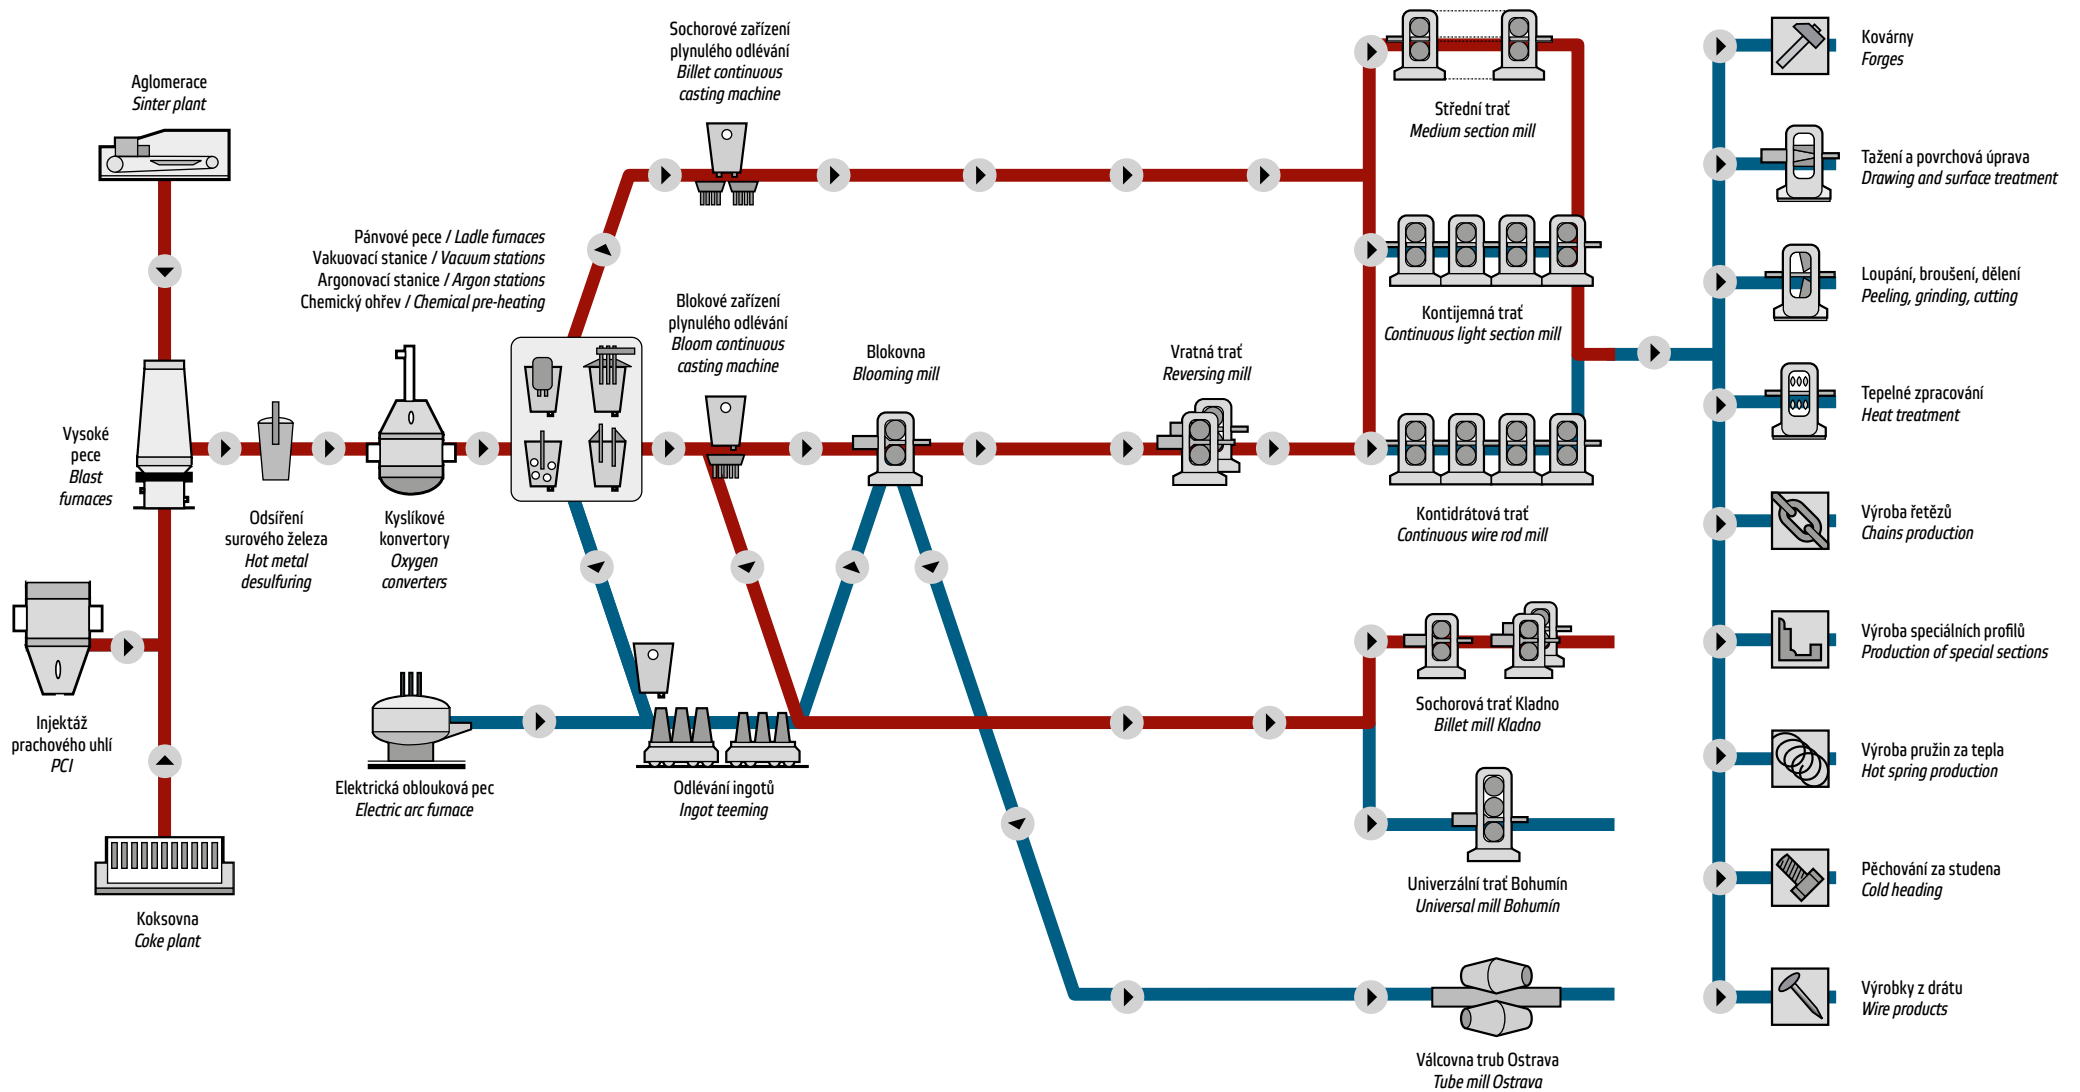 Aglomerace
Sinter plant
Sochorové zařízení
plynulého odlévání
Billet continuous
casting machine
Pánvové pece / Ladle furnaces
Vakuovací stanice / Vacuum stations
Argonovací stanice / Argon stations
Chemický ohřev / Chemical pre-heating
Blokové zařízení
plynulého odlévání
Bloom continuous
casting machine
Blokovna
Blooming mill
Vratná trať
Reversing mill
Střední trať
Medium section mill
Kontijemná trať
Continuous light section mill
Kontidrátová trať
Continuous wire rod mill
Vysoké
pece
Blast
furnaces
Odsíření
surového železa
Hot metal
desulfuring
Kyslíkové
konvertory
Oxygen
converters
Injektáž
prachového uhlí
PCI
Koksovna
Coke plant
Elektrická oblouková pec
Electric arc furnace
Odlévání ingotů
Ingot teeming
Sochorová trať Kladno
Billet mill Kladno
Univerzální trať Bohumín
Universal mill Bohumín
Válcovna trub Ostrava
Tube mill Ostrava
Kovárny
Forges
Tažení a povrchová úprava
Drawing and surface treatment
Loupání, broušení, dělení
Peeling, grinding, cutting
Tepelné zpracování
Heat treatment
Výroba řetězů
Chains production
Výroba speciálních profilů
Production of special sections
Výroba pružin za tepla
Hot spring production
Pěchování za studena
Cold heading
Výrobky z drátu
Wire products